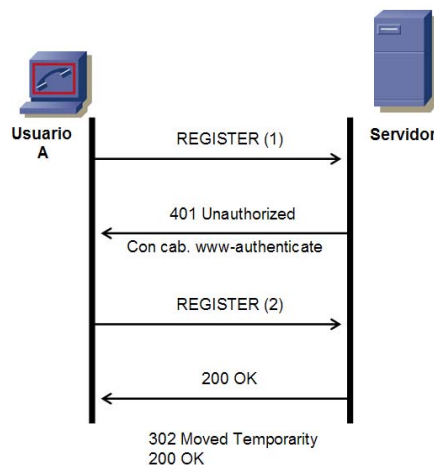 Usuario
A
Servidor
REGISTER (1)
401 Unauthorized
Con cab. www-authenticate
REGISTER (2)
200 OK
302 Moved Temporarity
200 OK